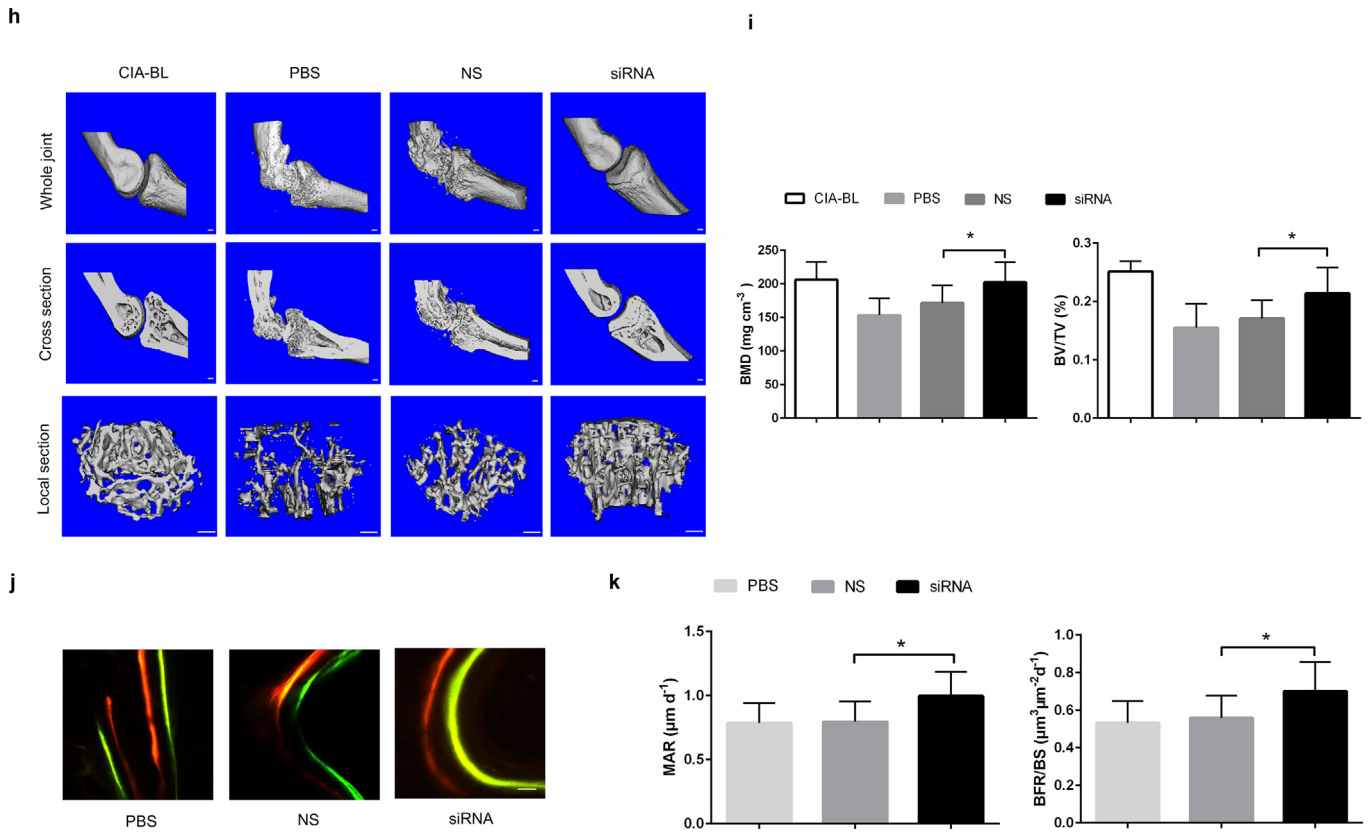 h
CIA-BL PBS NS siRNA
Whole joint
Cross section
Local section
i
CIA-BL PBS NS siRNA
BMD (mg cm⁻³)
250
200
150
100
50
0
*
BV/TV (%)
0.3
0.2
0.1
0.0
*
j
PBS NS siRNA
k
PBS NS siRNA
MAR (µm d⁻¹)
1.5
1.0
0.5
0.0
*
BFR/BS (µm³µm⁻²d⁻¹)
1.0
0.8
0.6
0.4
0.2
0.0
*